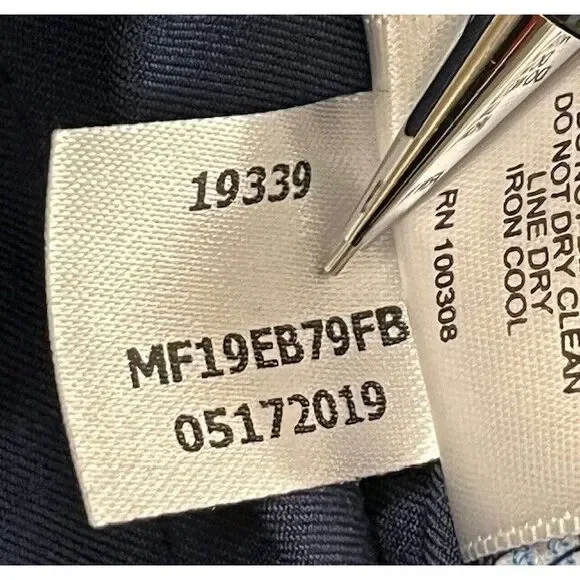 19339
MF19EB79FB
05172019
RN 100308
DO NOT DRY CLEAN
LINE DRY
IRON COOL